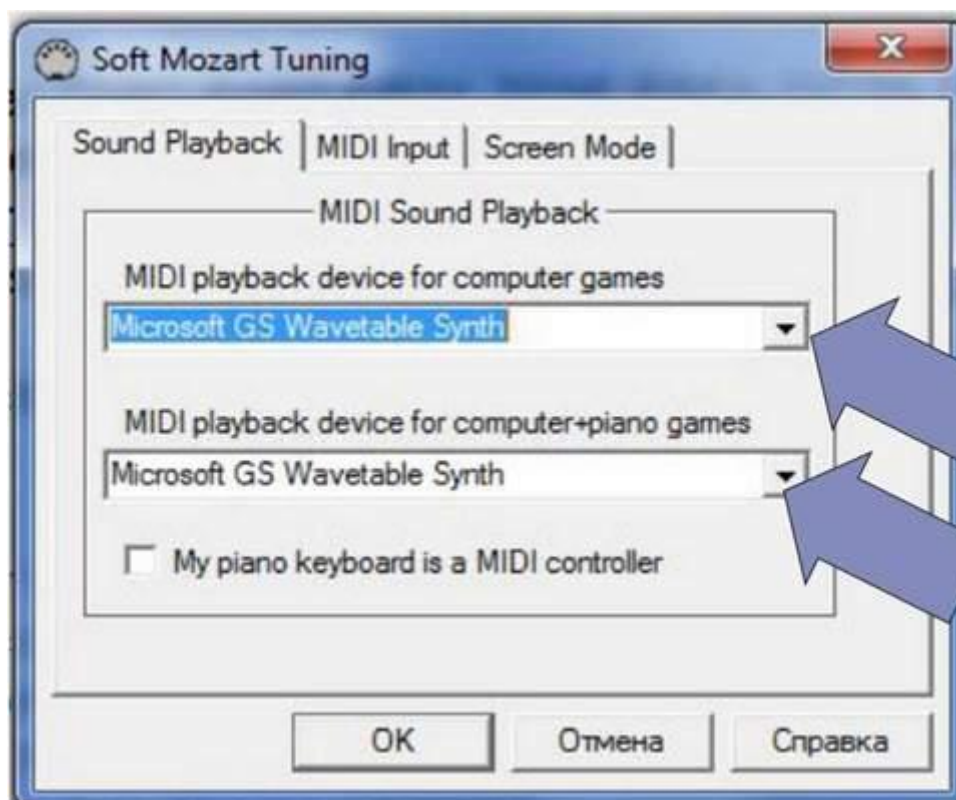 Soft Mozart Tuning
Sound Playback MIDI Input Screen Mode
MIDI Sound Playback
MIDI playback device for computer games
Microsoft GS Wavetable Synth
MIDI playback device for computer+piano games
Microsoft GS Wavetable Synth
My piano keyboard is a MIDI controller
OK Отмена Справка